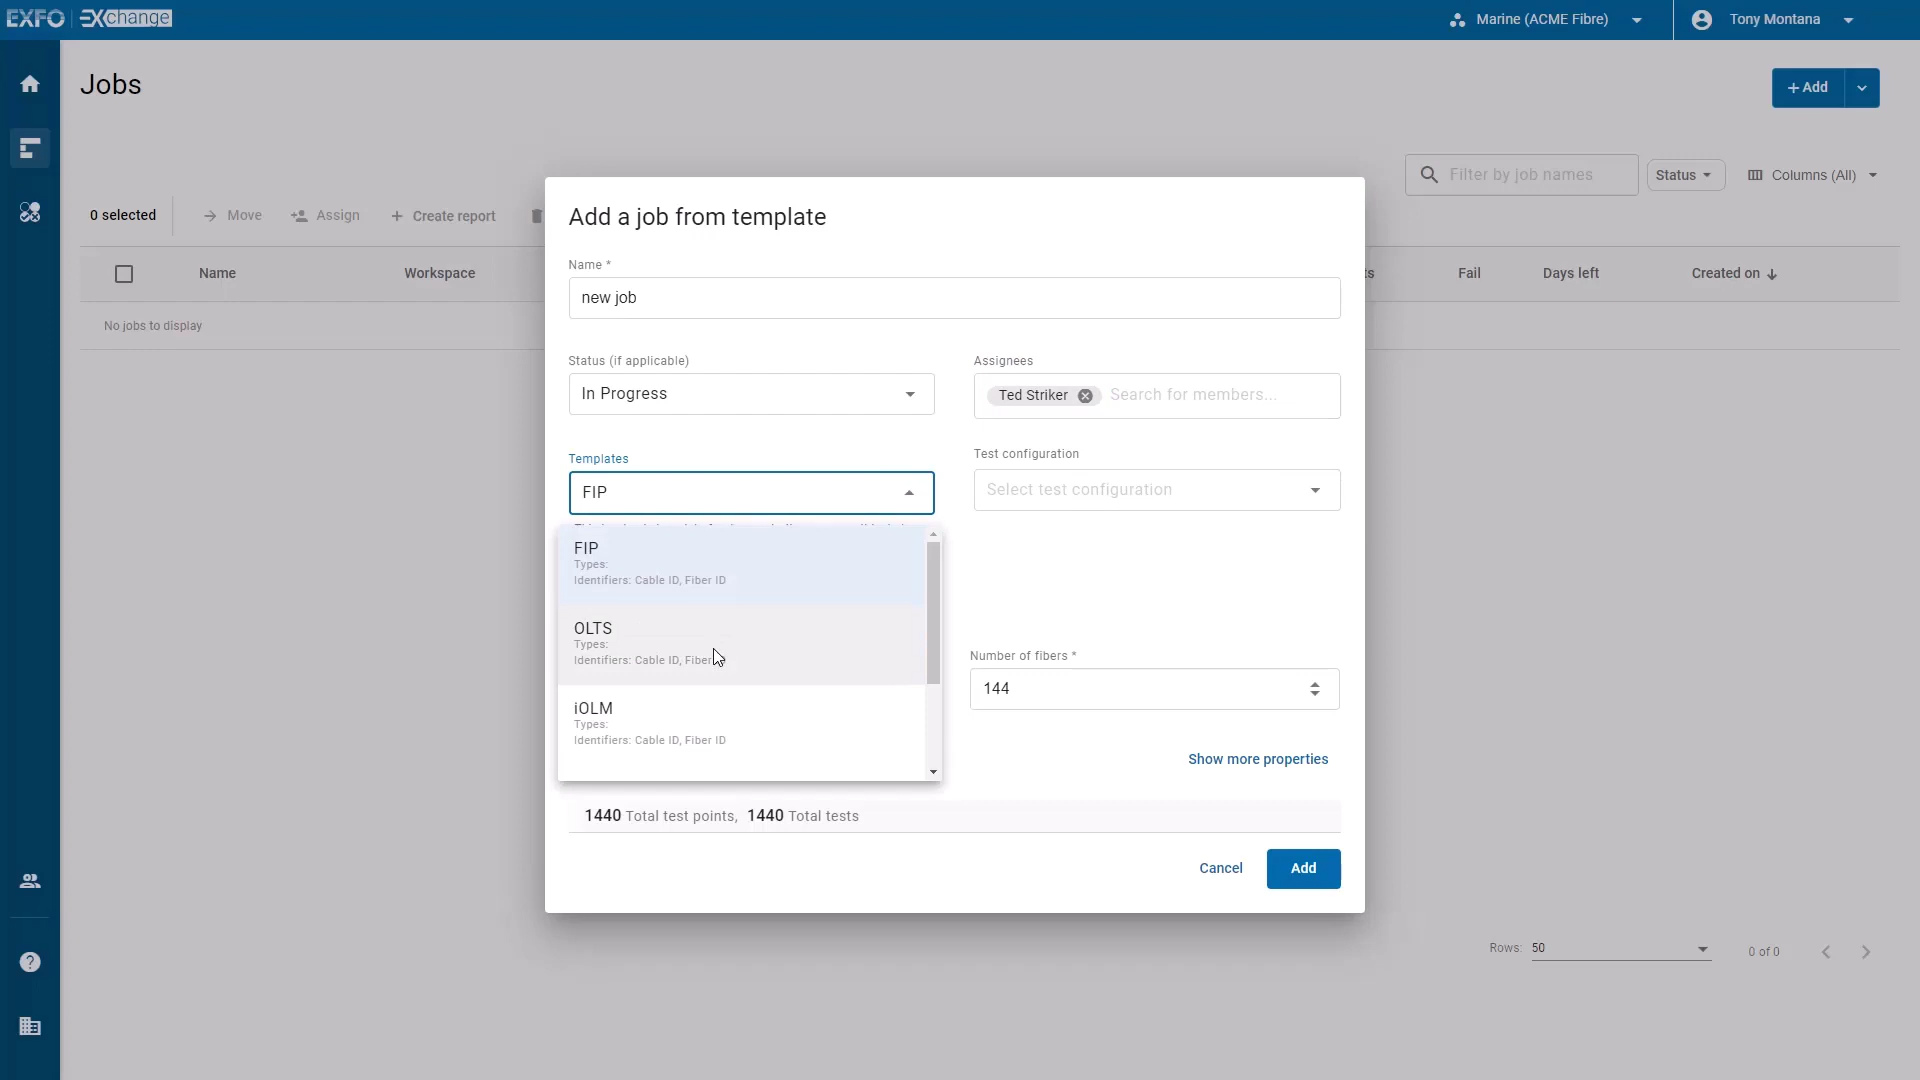 EXFO EXchange
Marine (ACME Fibre)
Tony Montana
Jobs
+ Add
Filter by job names
Status
Columns (All)
0 selected
Move
Assign
+ Create report
Name
Workspace
Fail
Days left
Created on
No jobs to display
Add a job from template
Name *
new job
Status (if applicable)
Assignees
In Progress
Ted Striker
Search for members...
Templates
Test configuration
FIP
Select test configuration
FIP
Types:
Identifiers: Cable ID, Fiber ID
OLTS
Types:
Identifiers: Cable ID, Fiber
iOLM
Types:
Identifiers: Cable ID, Fiber ID
Number of fibers *
144
Show more properties
1440 Total test points, 1440 Total tests
Cancel
Add
Rows: 50
0 of 0